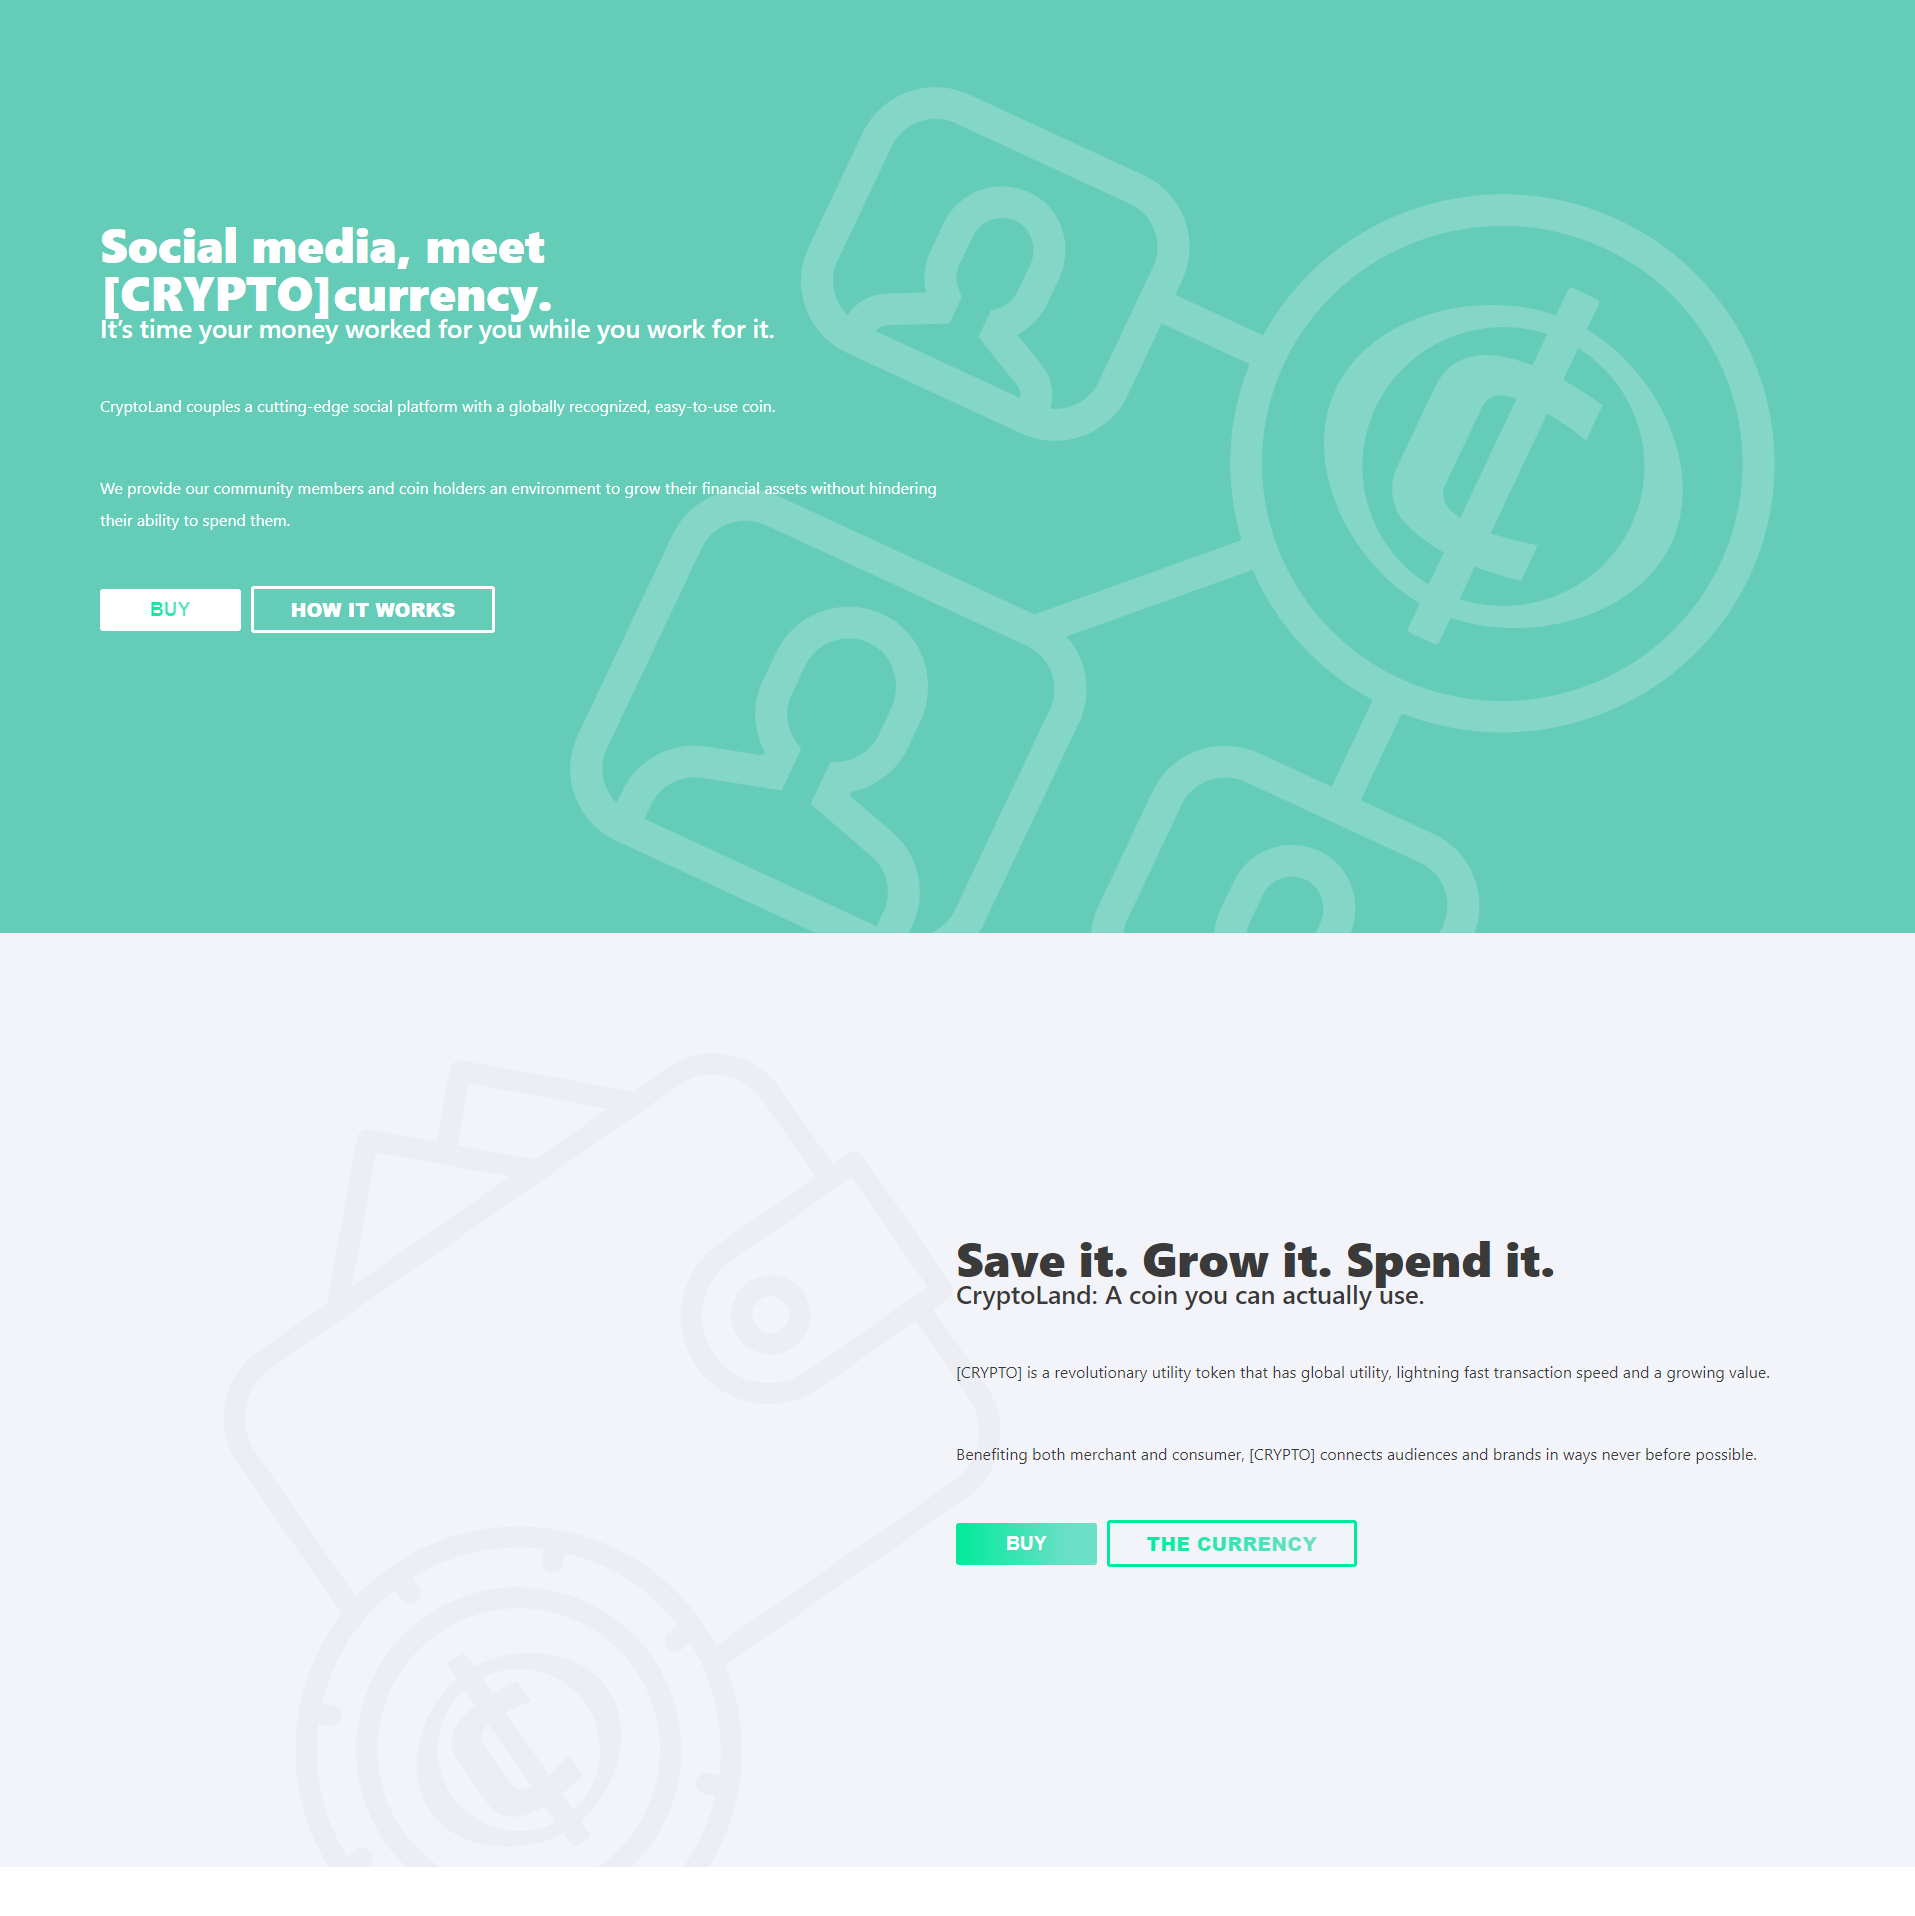 Social media, meet
[CRYPTO]currency.
It’s time your money worked for you while you work for it.
CryptoLand couples a cutting-edge social platform with a globally recognized, easy-to-use coin.
We provide our community members and coin holders an environment to grow their financial assets without hindering
their ability to spend them.
BUY
HOW IT WORKS
Save it. Grow it. Spend it.
CryptoLand: A coin you can actually use.
[CRYPTO] is a revolutionary utility token that has global utility, lightning fast transaction speed and a growing value.
Benefiting both merchant and consumer, [CRYPTO] connects audiences and brands in ways never before possible.
BUY
THE CURRENCY